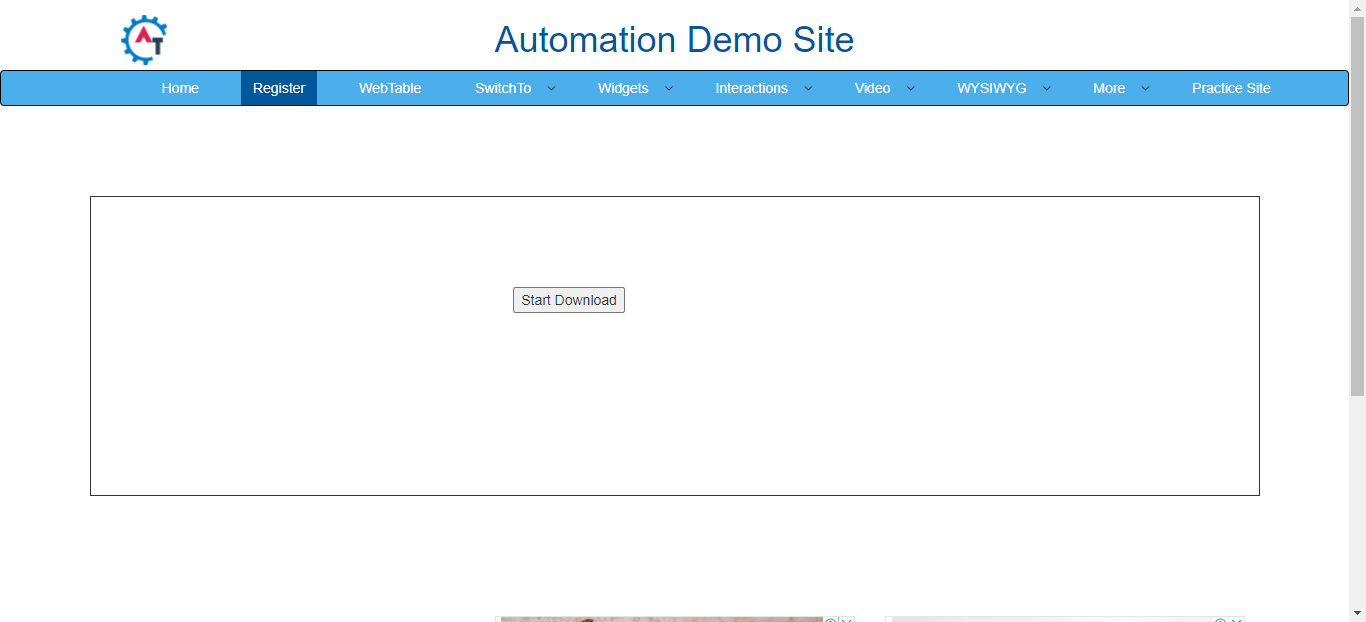 AT
Automation Demo Site
Home Register WebTable SwitchTo Widgets Interactions Video WYSIWYG More Practice Site
Start Download